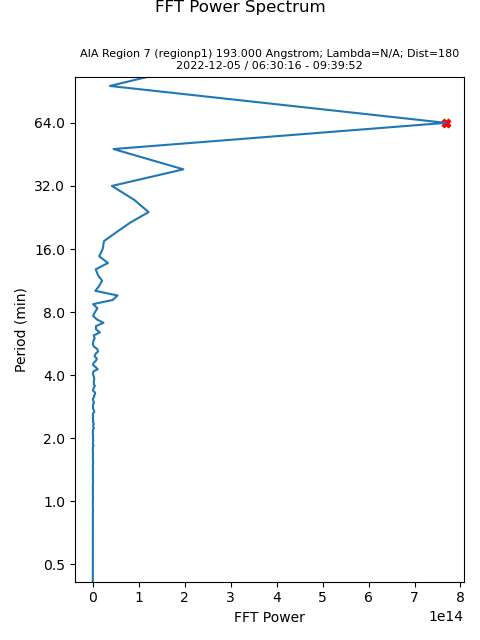 FFT Power Spectrum
AIA Region 7 (regionp1) 193.000 Angstrom; Lambda=N/A; Dist=180
2022-12-05 / 06:30:16 - 09:39:52
64.0
32.0
16.0
8.0
4.0
2.0
1.0
0.5
Period (min)
0 1 2 3 4 5 6 7 8
1e14
FFT Power